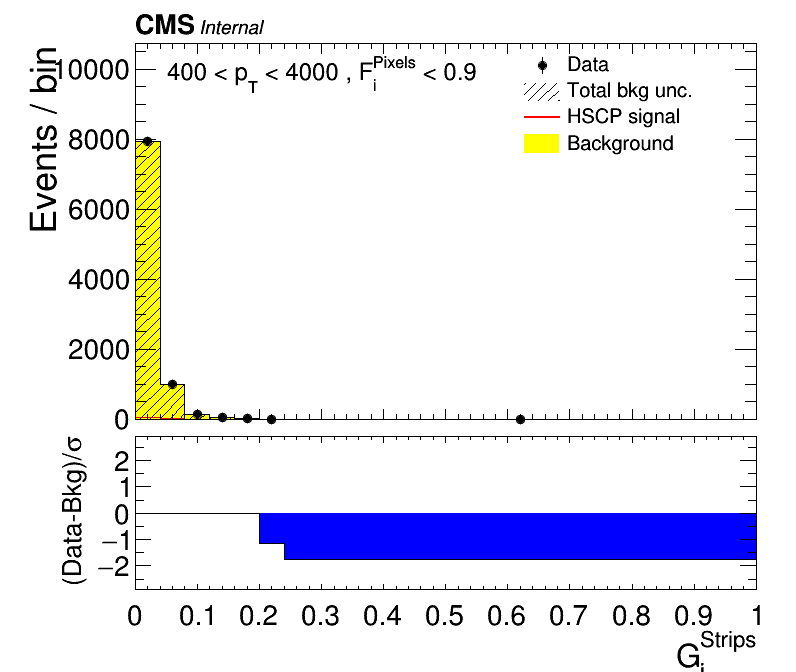 CMS Internal
Events / bin
10000
8000
6000
4000
2000
0
400 < p_T < 4000 , F_i^Pixels < 0.9
Data
Total bkg unc.
HSCP signal
Background
(Data-Bkg)/σ
2
1
0
−1
−2
0 0.1 0.2 0.3 0.4 0.5 0.6 0.7 0.8 0.9 1
G_i^Strips